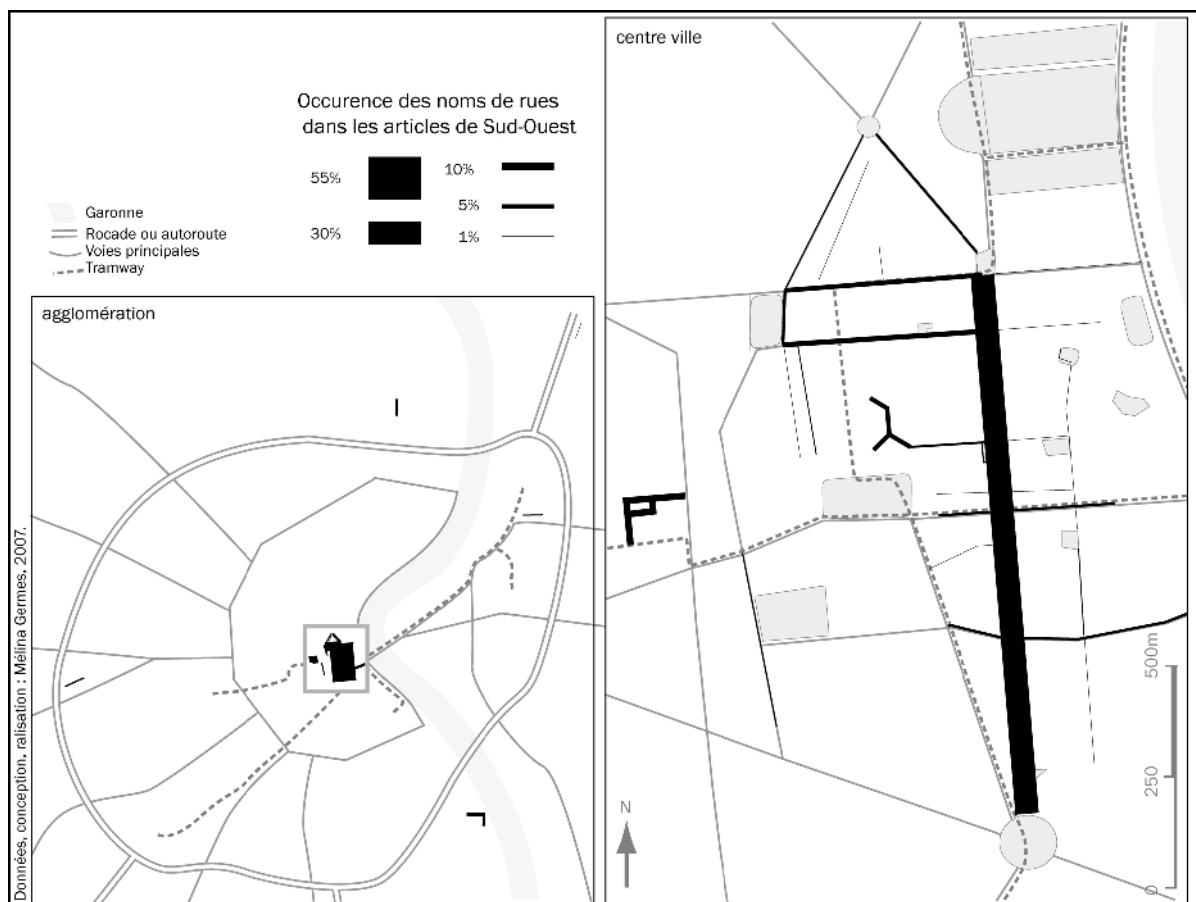 centre ville
Occurence des noms de rues
dans les articles de Sud-Ouest
55%
10%
5%
30%
1%
Garonne
Rocade ou autoroute
Voies principales
Tramway
agglomération
Données, conception, ralisation : Mélina Germes, 2007.
N
500m
250
0